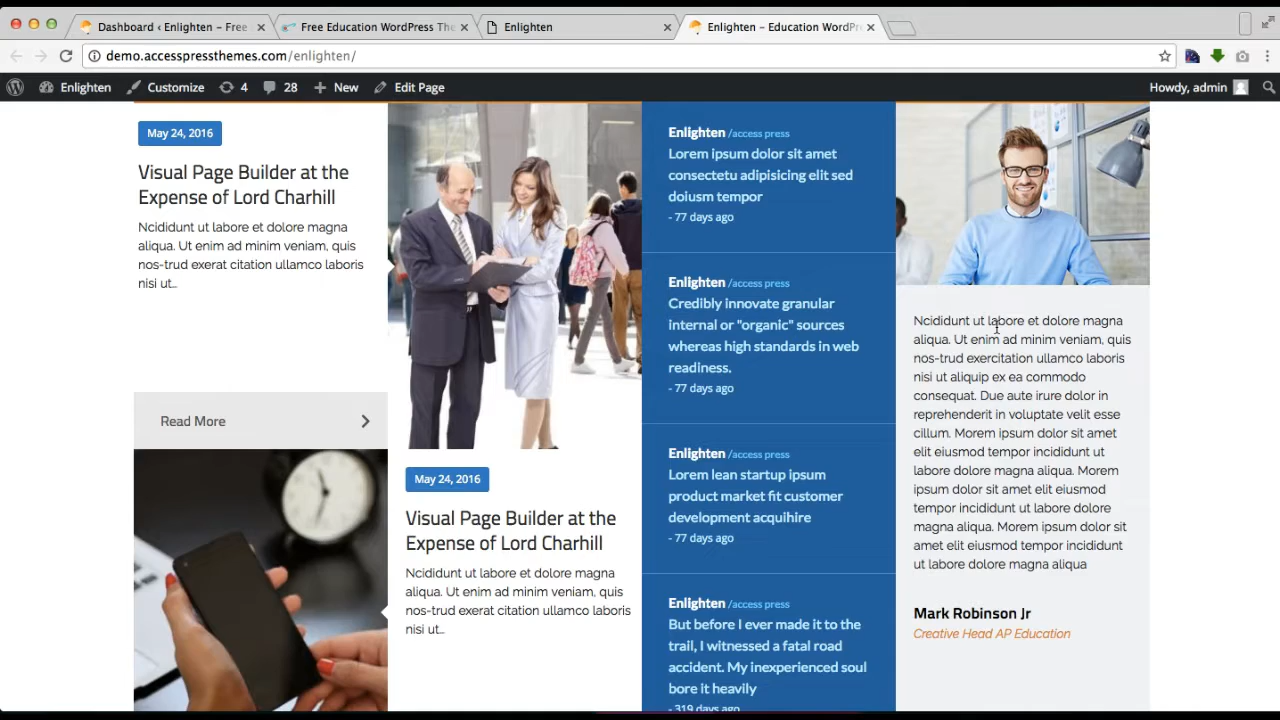 Dashboard ‹ Enlighten – Free
Free Education WordPress The
Enlighten
Enlighten – Education WordPr
demo.accesspressthemes.com/enlighten/
Enlighten
Customize
4
28
New
Edit Page
Howdy, admin
May 24, 2016
Visual Page Builder at the
Expense of Lord Charhill
Ncididunt ut labore et dolore magna
aliqua. Ut enim ad minim veniam, quis
nos-trud exerat citation ullamco laboris
nisi ut...
Read More
May 24, 2016
Visual Page Builder at the
Expense of Lord Charhill
Ncididunt ut labore et dolore magna
aliqua. Ut enim ad minim veniam, quis
nos-trud exerat citation ullamco laboris
nisi ut...
Enlighten /access press
Lorem ipsum dolor sit amet
consectetu adipisicing elit sed
doiusm tempor
- 77 days ago
Enlighten /access press
Credibly innovate granular
internal or "organic" sources
whereas high standards in web
readiness.
- 77 days ago
Enlighten /access press
Lorem lean startup ipsum
product market fit customer
development acquihire
- 77 days ago
Enlighten /access press
But before I ever made it to the
trail, I witnessed a fatal road
accident. My inexperienced soul
bore it heavily
- 319 days ago
Ncididunt ut labore et dolore magna
aliqua. Ut enim ad minim veniam, quis
nos-trud exercitation ullamco laboris
nisi ut aliquip ex ea commodo
consequat. Due aute irure dolor in
reprehenderit in voluptate velit esse
cillum. Morem ipsum dolor sit amet
elit eiusmod tempor incididunt ut
labore dolore magna aliqua. Morem
ipsum dolor sit amet elit eiusmod
tempor incididunt ut labore dolore
magna aliqua. Morem ipsum dolor sit
amet elit eiusmod tempor incididunt
ut labore dolore magna aliqua
Mark Robinson Jr
Creative Head AP Education